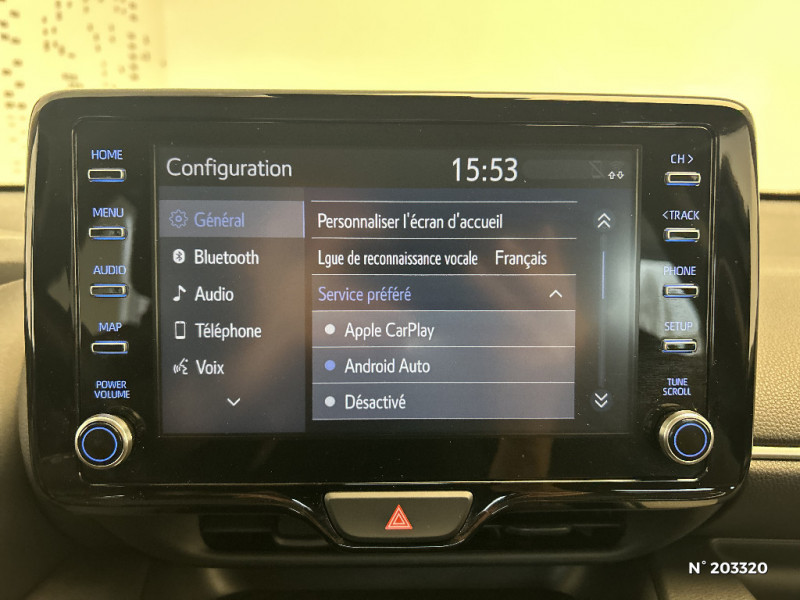 HOME
MENU
AUDIO
MAP
POWER
VOLUME
Configuration 15:53
Général
Bluetooth
Audio
Téléphone
Voix
Personnaliser l'écran d'accueil
Lgue de reconnaissance vocale Français
Service préféré
Apple CarPlay
Android Auto
Désactivé
CH >
<TRACK
PHONE
SETUP
TUNE
SCROLL
N° 203320